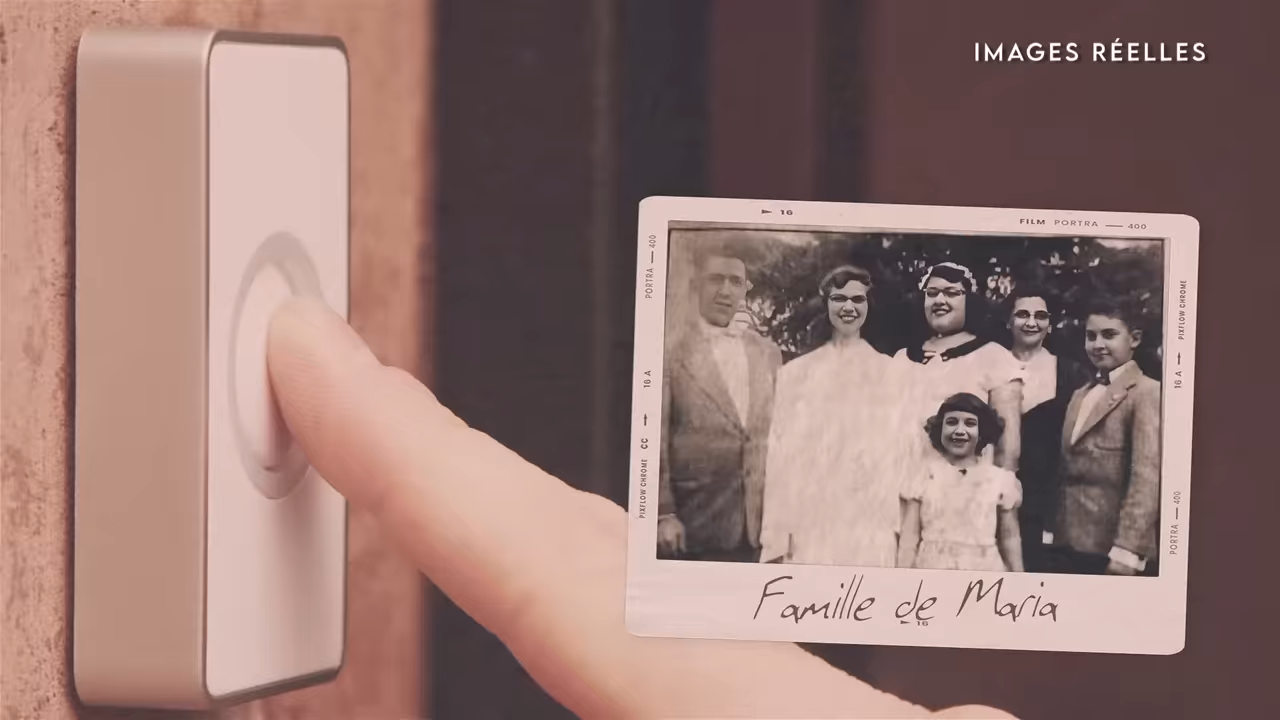 IMAGES RÉELLES
► 16
FILM PORTRA — 400
PORTRA — 400
PIXFLOW CHROME
16 A
16 A
PIXFLOW CHROME CC
PORTRA — 400
Famille de Maria
► 16